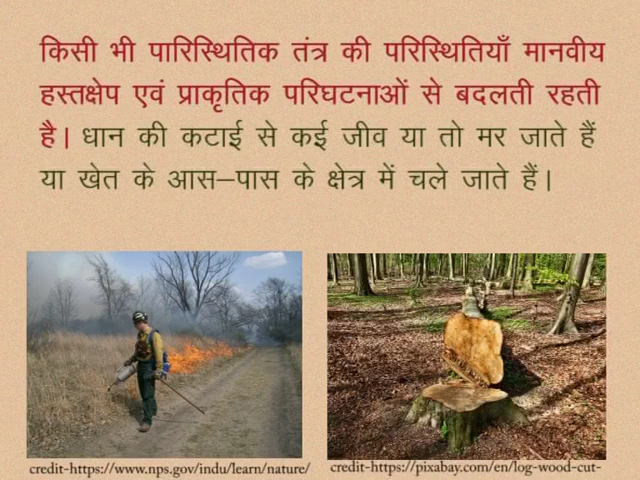 किसी भी पारिस्थितिक तंत्र की परिस्थितियाँ मानवीय
हस्तक्षेप एवं प्राकृतिक परिघटनाओं से बदलती रहती
है। धान की कटाई से कई जीव या तो मर जाते हैं
या खेत के आस–पास के क्षेत्र में चले जाते हैं।
credit-https://www.nps.gov/indu/learn/nature/
credit-https://pixabay.com/en/log-wood-cut-